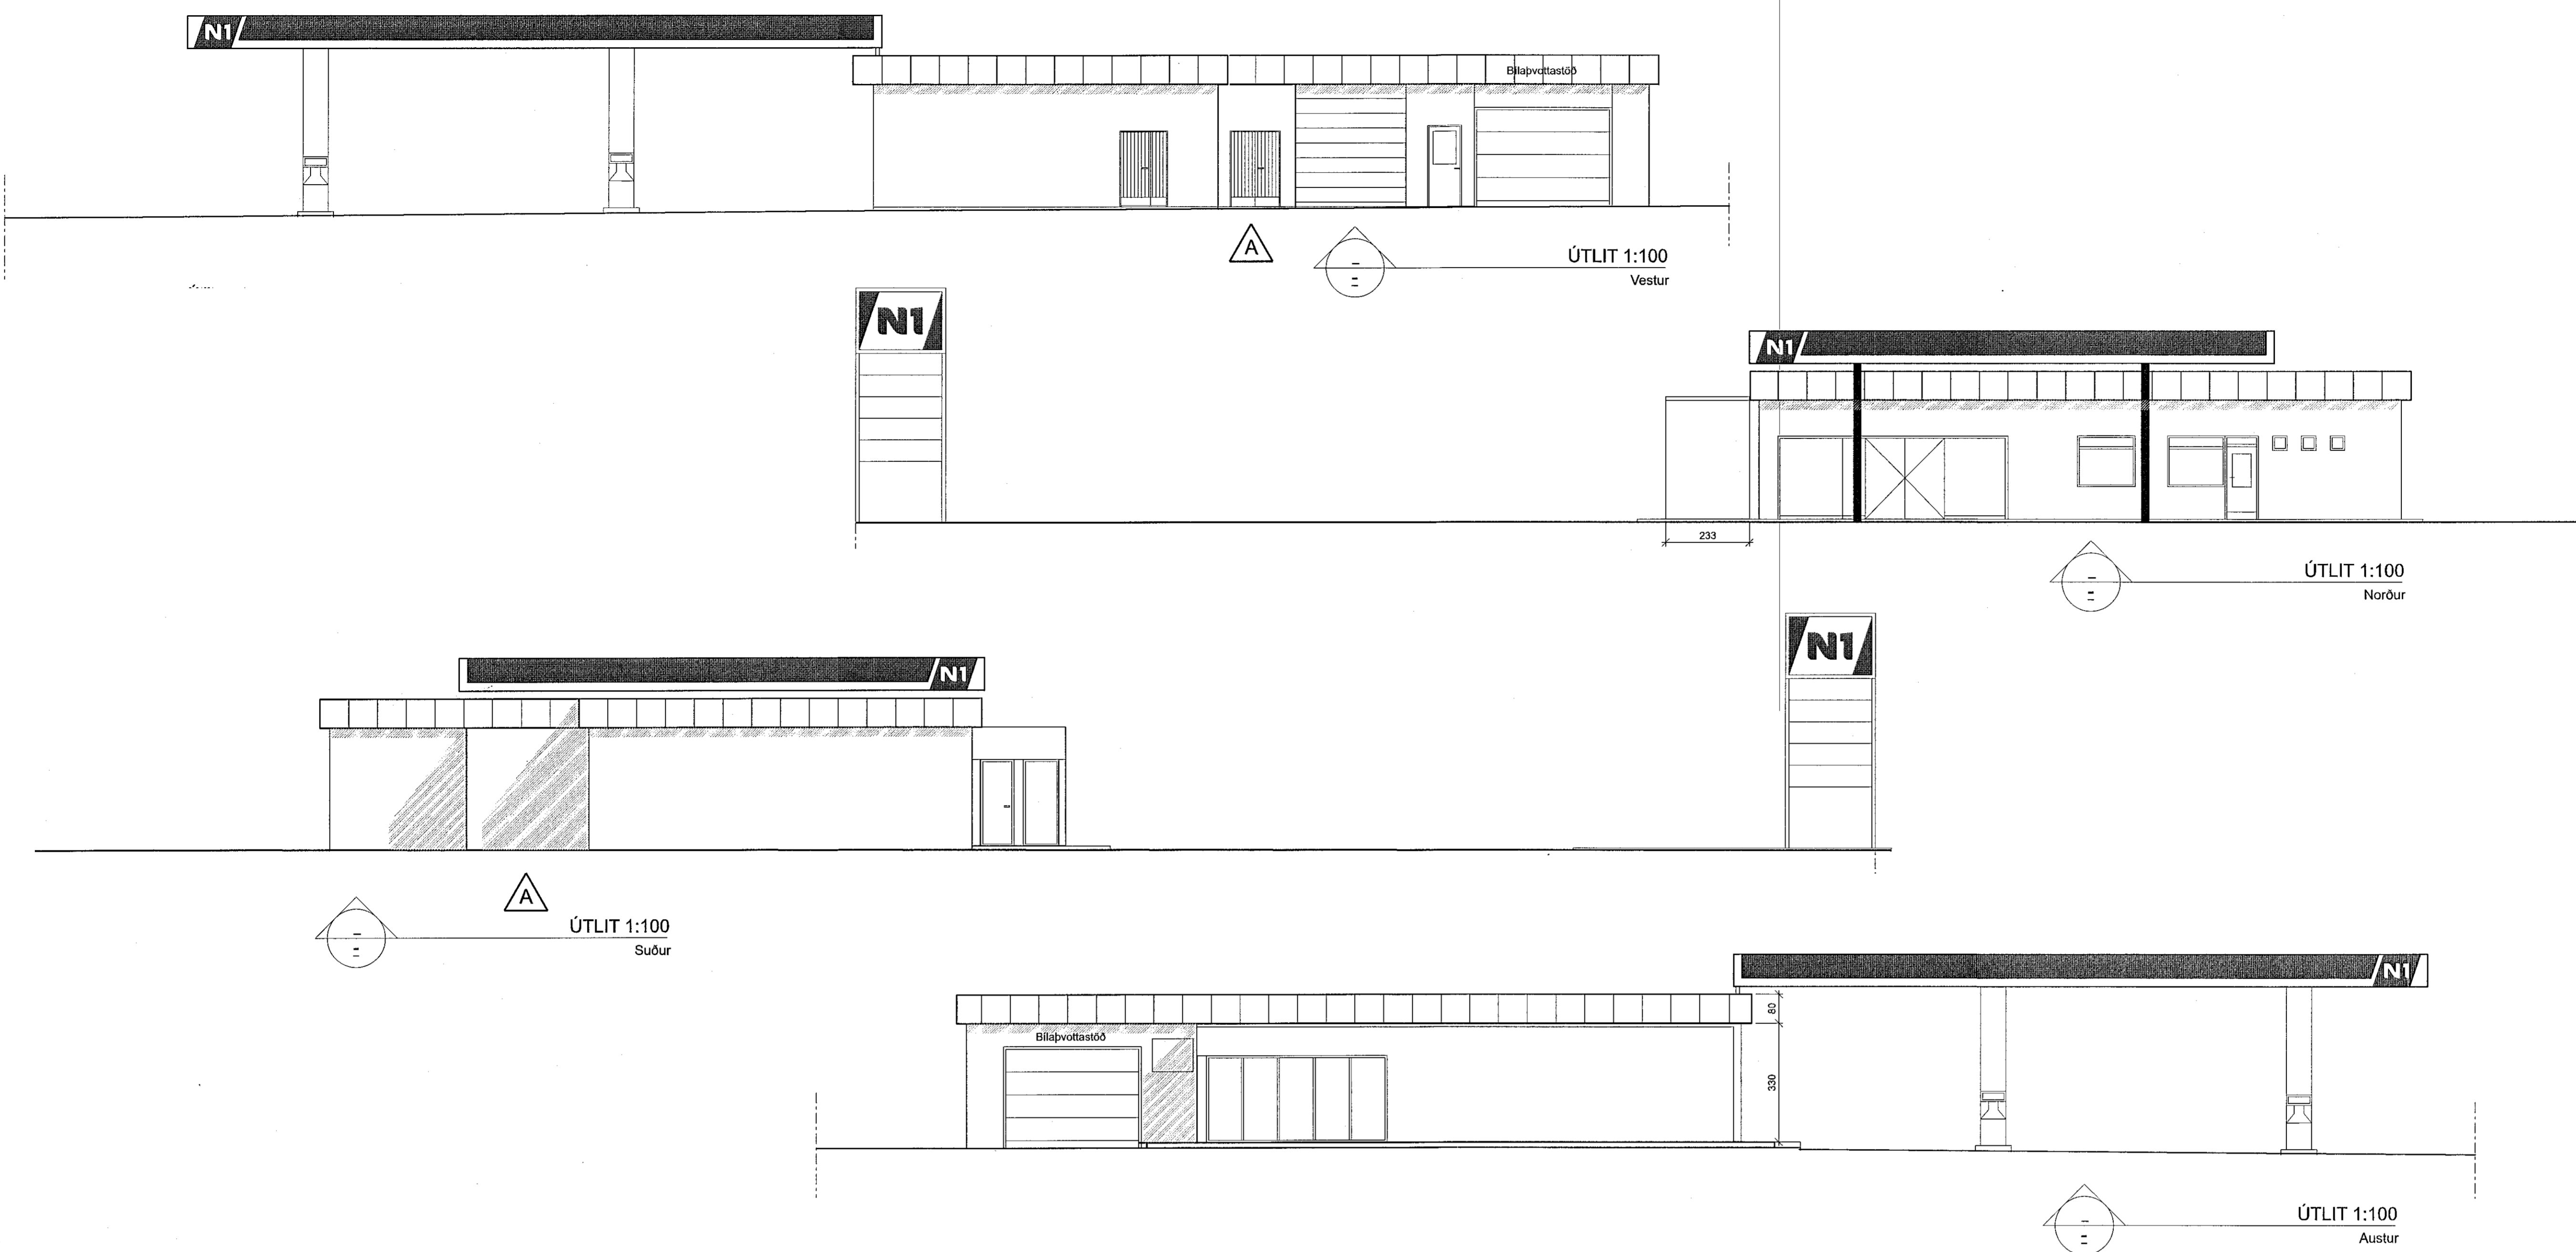 N1
Bílaþvottastöð
A
ÚTLIT 1:100
Vestur
N1
N1
233
ÚTLIT 1:100
Norður
N1
N1
A
ÚTLIT 1:100
Suður
N1
80
Bílaþvottastöð
330
ÚTLIT 1:100
Austur